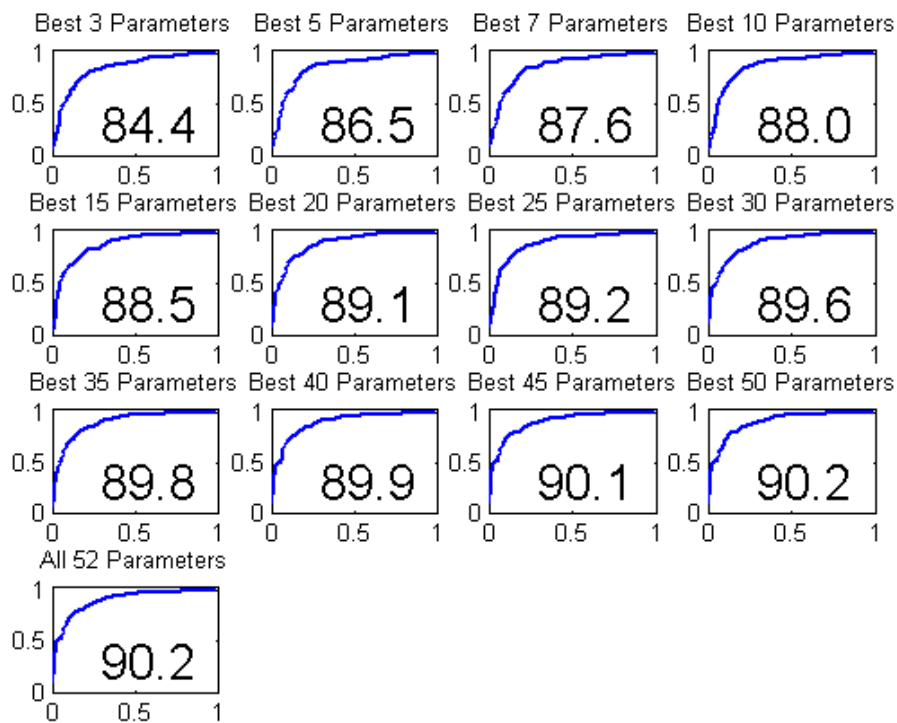 Best 3 Parameters Best 5 Parameters Best 7 Parameters Best 10 Parameters
1 1 1 1
0.5 0.5 0.5 0.5
84.4 86.5 87.6 88.0
0 0 0 0
0 0.5 1 0 0.5 1 0 0.5 1 0 0.5 1
Best 15 Parameters Best 20 Parameters Best 25 Parameters Best 30 Parameters
1 1 1 1
0.5 0.5 0.5 0.5
88.5 89.1 89.2 89.6
0 0 0 0
0 0.5 1 0 0.5 1 0 0.5 1 0 0.5 1
Best 35 Parameters Best 40 Parameters Best 45 Parameters Best 50 Parameters
1 1 1 1
0.5 0.5 0.5 0.5
89.8 89.9 90.1 90.2
0 0 0 0
0 0.5 1 0 0.5 1 0 0.5 1 0 0.5 1
All 52 Parameters
1
0.5
90.2
0
0 0.5 1